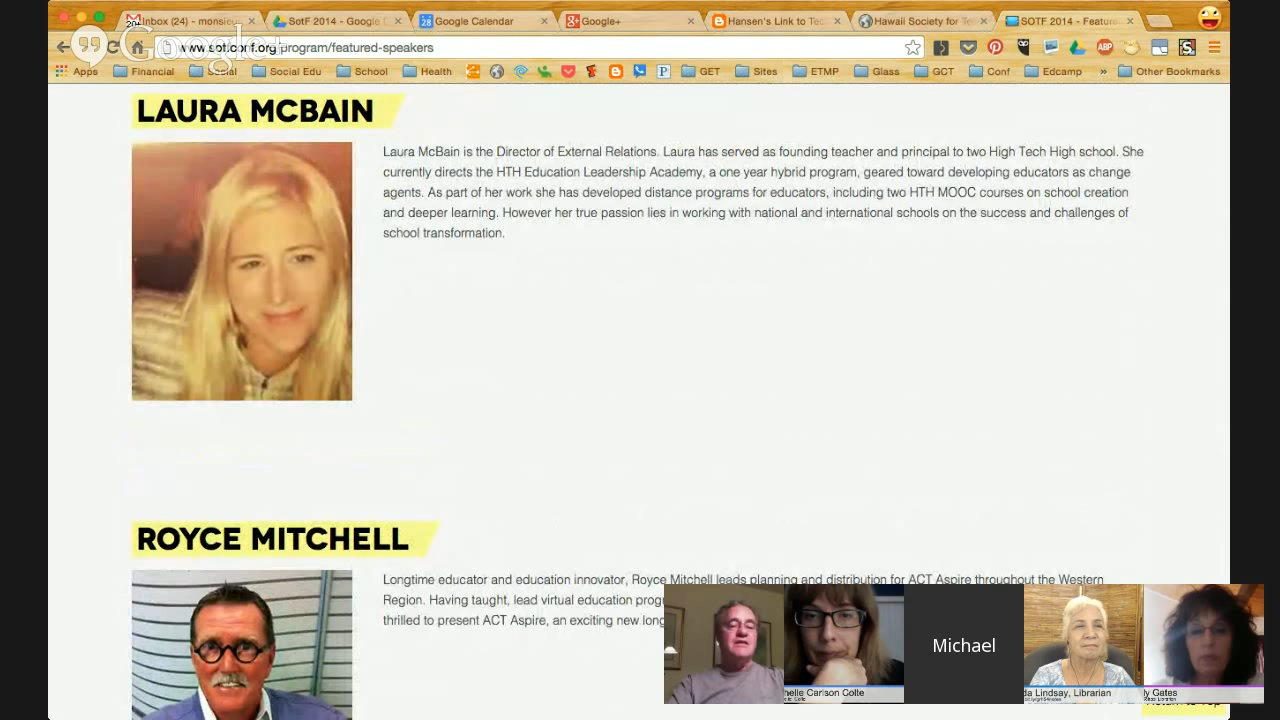 Inbox (24) - monsieu
SotF 2014 - Google D
Google Calendar
Google+
Hansen's Link to Tec
Hawaii Society for Te
SOTF 2014 - Feature
Google+
www.sotfconf.org/program/featured-speakers
Apps Financial Social Social Edu School Health GET Sites ETMP Glass GCT Conf Edcamp » Other Bookmarks
LAURA MCBAIN
Laura McBain is the Director of External Relations. Laura has served as founding teacher and principal to two High Tech High school. She
currently directs the HTH Education Leadership Academy, a one year hybrid program, geared toward developing educators as change
agents. As part of her work she has developed distance programs for educators, including two HTH MOOC courses on school creation
and deeper learning. However her true passion lies in working with national and international schools on the success and challenges of
school transformation.
ROYCE MITCHELL
Longtime educator and education innovator, Royce Mitchell leads planning and distribution for ACT Aspire throughout the Western
Region. Having taught, lead virtual education prog
thrilled to present ACT Aspire, an exciting new long
Michael
helle Carlson Colte
da Lindsay, Librarian
ly Gates
Return to Top